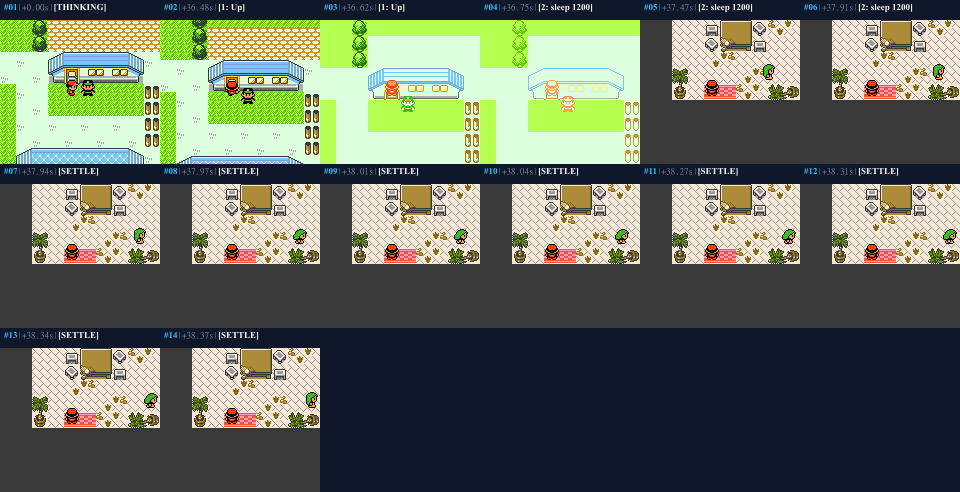 #01|+0.00s|[THINKING]
#02|+36.48s|[1: Up]
#03|+36.62s|[1: Up]
#04|+36.75s|[2: sleep 1200]
#05|+37.47s|[2: sleep 1200]
#06|+37.91s|[2: sleep 1200]
#07|+37.94s|[SETTLE]
#08|+37.97s|[SETTLE]
#09|+38.01s|[SETTLE]
#10|+38.04s|[SETTLE]
#11|+38.27s|[SETTLE]
#12|+38.31s|[SETTLE]
#13|+38.34s|[SETTLE]
#14|+38.37s|[SETTLE]